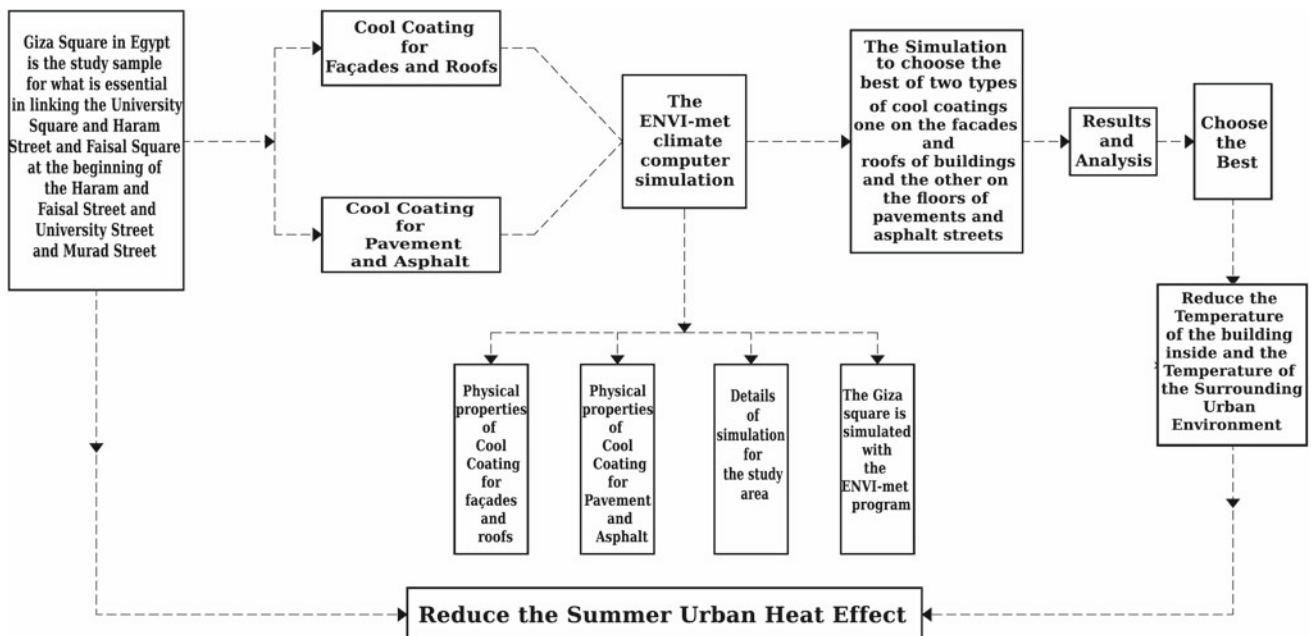 Giza Square in Egypt
is the study sample
for what is essential
in linking the University
Square and Haram
Street and Faisal Square
at the beginning of
the Haram and
Faisal Street and
University Street
and Murad Street
Cool Coating
for
Façades and Roofs
Cool Coating
for
Pavement
and Asphalt
The
ENVI-met
climate
computer
simulation
The Simulation
to choose the
best of two types
of cool coatings
one on the facades
and
roofs of buildings
and the other on
the floors of
pavements and
asphalt streets
Results
and
Analysis
Choose
the
Best
Reduce the
Temperature
of the building
inside and the
Temperature of
the Surrounding
Urban
Environment
Physical
properties
of
Cool
Coating
for
façades
and
roofs
Physical
properties
of
Cool
Coating
for
Pavement
and
Asphalt
Details
of
simulation
for
the study
area
The Giza
square is
simulated
with
the
ENVI-met
program
Reduce the Summer Urban Heat Effect